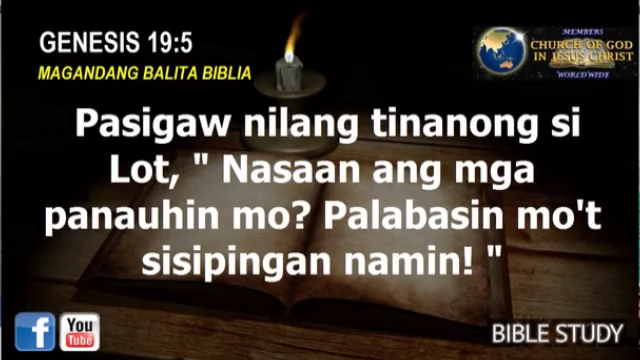 GENESIS 19:5
MAGANDANG BALITA BIBLIA
MEMBERS
CHURCH OF GOD
IN JESUS CHRIST
WORLDWIDE
Pasigaw nilang tinanong si
Lot, " Nasaan ang mga
panauhin mo? Palabasin mo't
sisipingan namin! "
f
You
Tube
BIBLE STUDY